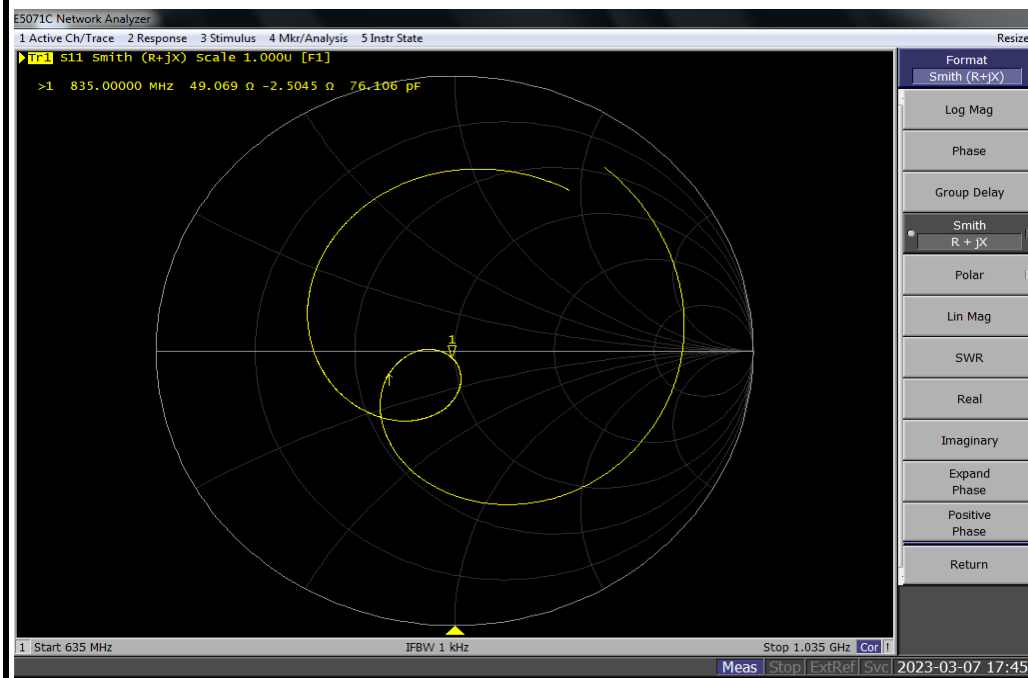 E5071C Network Analyzer
1 Active Ch/Trace 2 Response 3 Stimulus 4 Mkr/Analysis 5 Instr State
Resize
Tr1 S11 Smith (R+jX) Scale 1.000U [F1]
>1 835.00000 MHz 49.069 Ω -2.5045 Ω 76.106 pF
1
Format
Smith (R+jX)
Log Mag
Phase
Group Delay
Smith
R + jX
Polar
Lin Mag
SWR
Real
Imaginary
Expand
Phase
Positive
Phase
Return
1 Start 635 MHz
IFBW 1 kHz
Stop 1.035 GHz Cor !
Meas Stop ExtRef Svc 2023-03-07 17:45